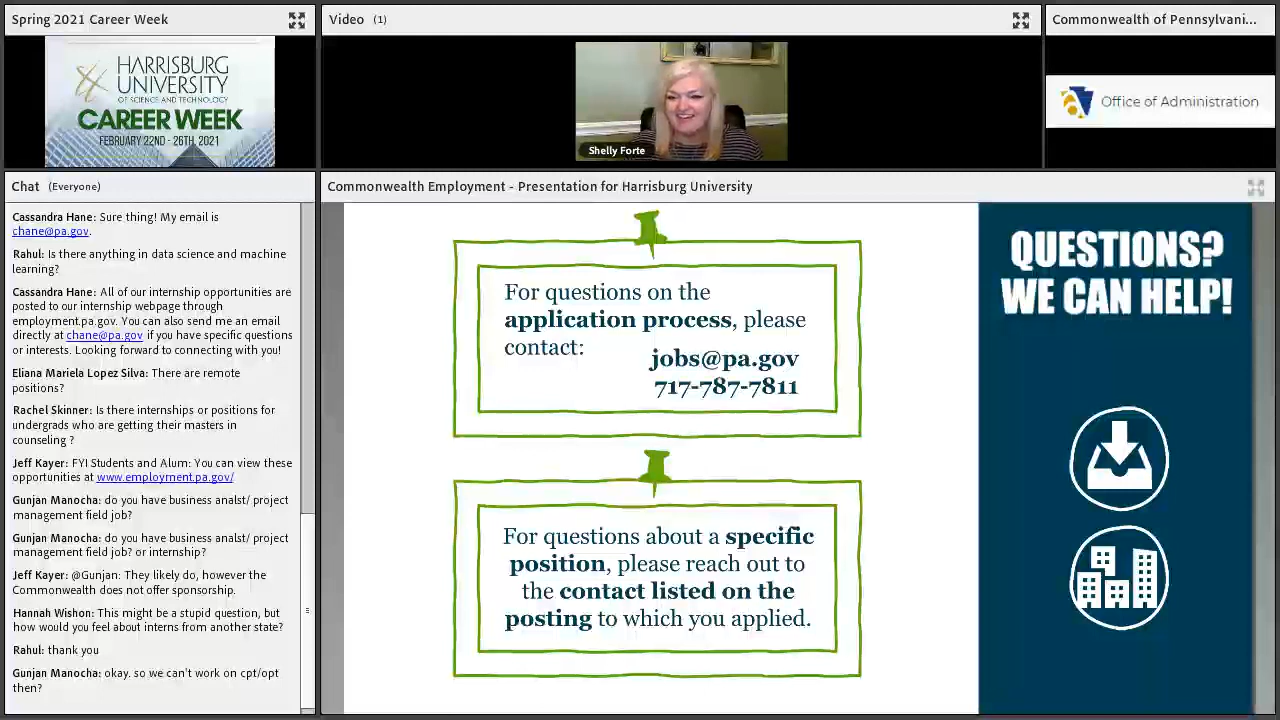 Spring 2021 Career Week
HARRISBURG
UNIVERSITY
OF SCIENCE AND TECHNOLOGY
CAREER WEEK
FEBRUARY 22ND - 26TH, 2021
Video (1)
Shelly Forte
Commonwealth of Pennsylvani...
Office of Administration
Chat (Everyone)
Cassandra Hane: Sure thing! My email is
chane@pa.gov.
Rahul: Is there anything in data science and machine
learning?
Cassandra Hane: All of our internship opportunities are
posted to our internship webpage through
employment.pa.gov. You can also send me an email
directly at chane@pa.gov if you have specific questions
or interests. Looking forward to connecting with you!
Eliana Mariela Lopez Silva: There are remote
positions?
Rachel Skinner: Is there internships or positions for
undergrads who are getting their masters in
counseling ?
Jeff Kayer: FYI Students and Alum: You can view these
opportunities at www.employment.pa.gov/
Gunjan Manocha: do you have business analst/ project
management field job?
Gunjan Manocha: do you have business analst/ project
management field job? or internship?
Jeff Kayer: @Gunjan: They likely do, however the
Commonwealth does not offer sponsorship.
Hannah Wishon: This might be a stupid question, but
how would you feel about interns from another state?
Rahul: thank you
Gunjan Manocha: okay. so we can't work on cpt/opt
then?
Commonwealth Employment - Presentation for Harrisburg University
For questions on the
application process, please
contact:
jobs@pa.gov
717-787-7811
For questions about a specific
position, please reach out to
the contact listed on the
posting to which you applied.
QUESTIONS?
WE CAN HELP!